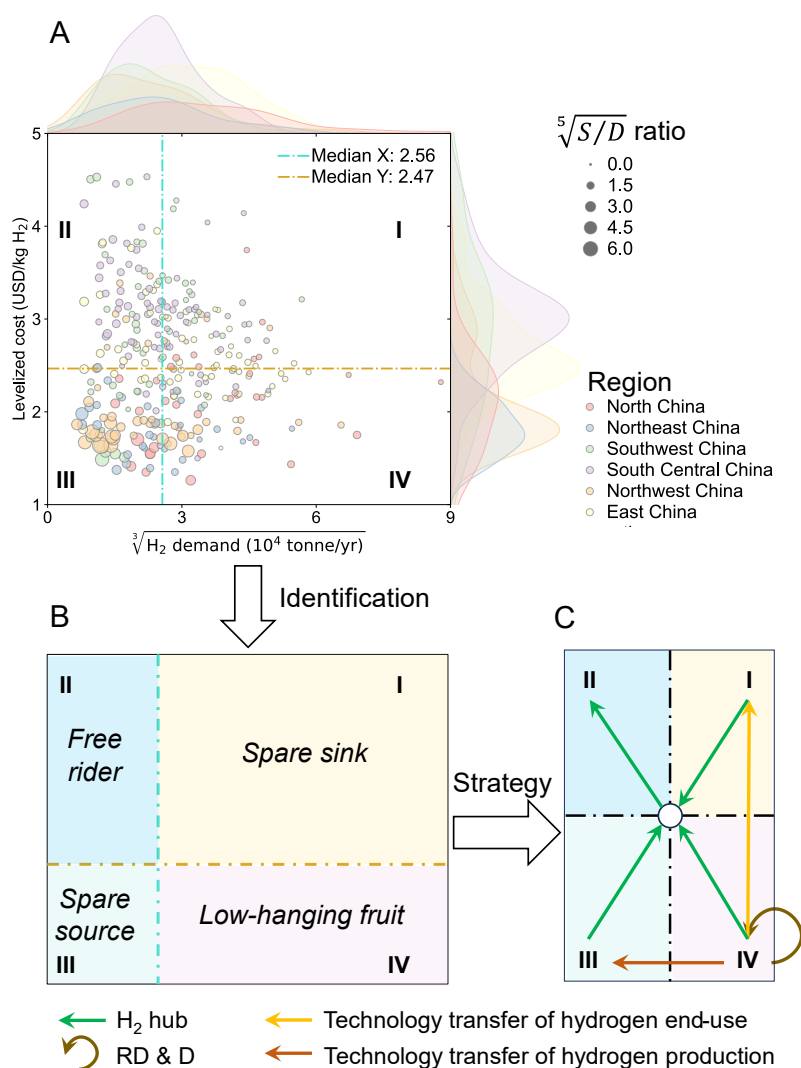 A
⁵√S/D ratio
0.0
1.5
3.0
4.5
6.0
Median X: 2.56
Median Y: 2.47
II
I
III
IV
5
4
3
2
1
Levelized cost (USD/kg H₂)
0
3
6
9
³√H₂ demand (10⁴ tonne/yr)
Region
North China
Northeast China
Southwest China
South Central China
Northwest China
East China
Identification
B
II
I
Free
rider
Spare sink
Spare
source
Low-hanging fruit
III
IV
Strategy
C
II
I
III
IV
H₂ hub
RD & D
Technology transfer of hydrogen end-use
Technology transfer of hydrogen production